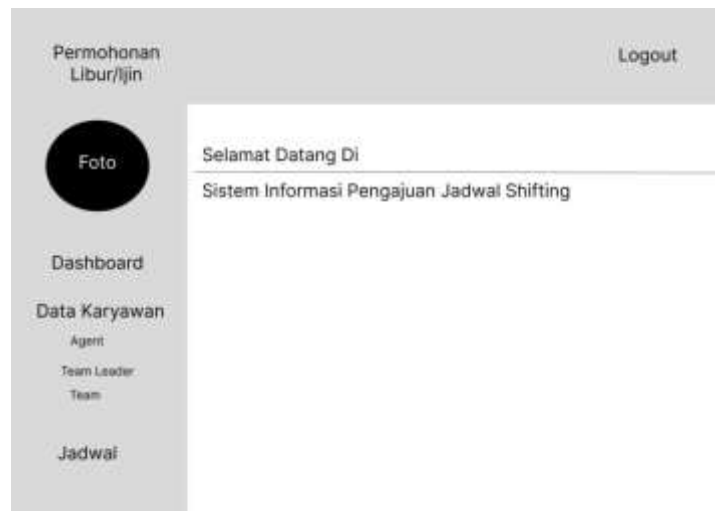 Permohonan
Libur/Ijin
Logout
Foto
Selamat Datang Di
Sistem Informasi Pengajuan Jadwal Shifting
Dashboard
Data Karyawan
Agent
Team Leader
Team
Jadwal